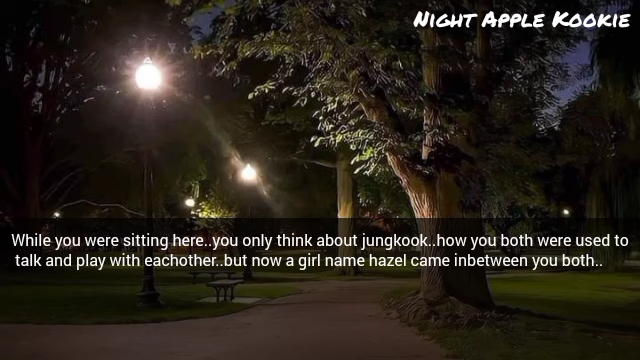 Night Apple Kookie
While you were sitting here..you only think about jungkook..how you both were used to
talk and play with eachother..but now a girl name hazel came inbetween you both..